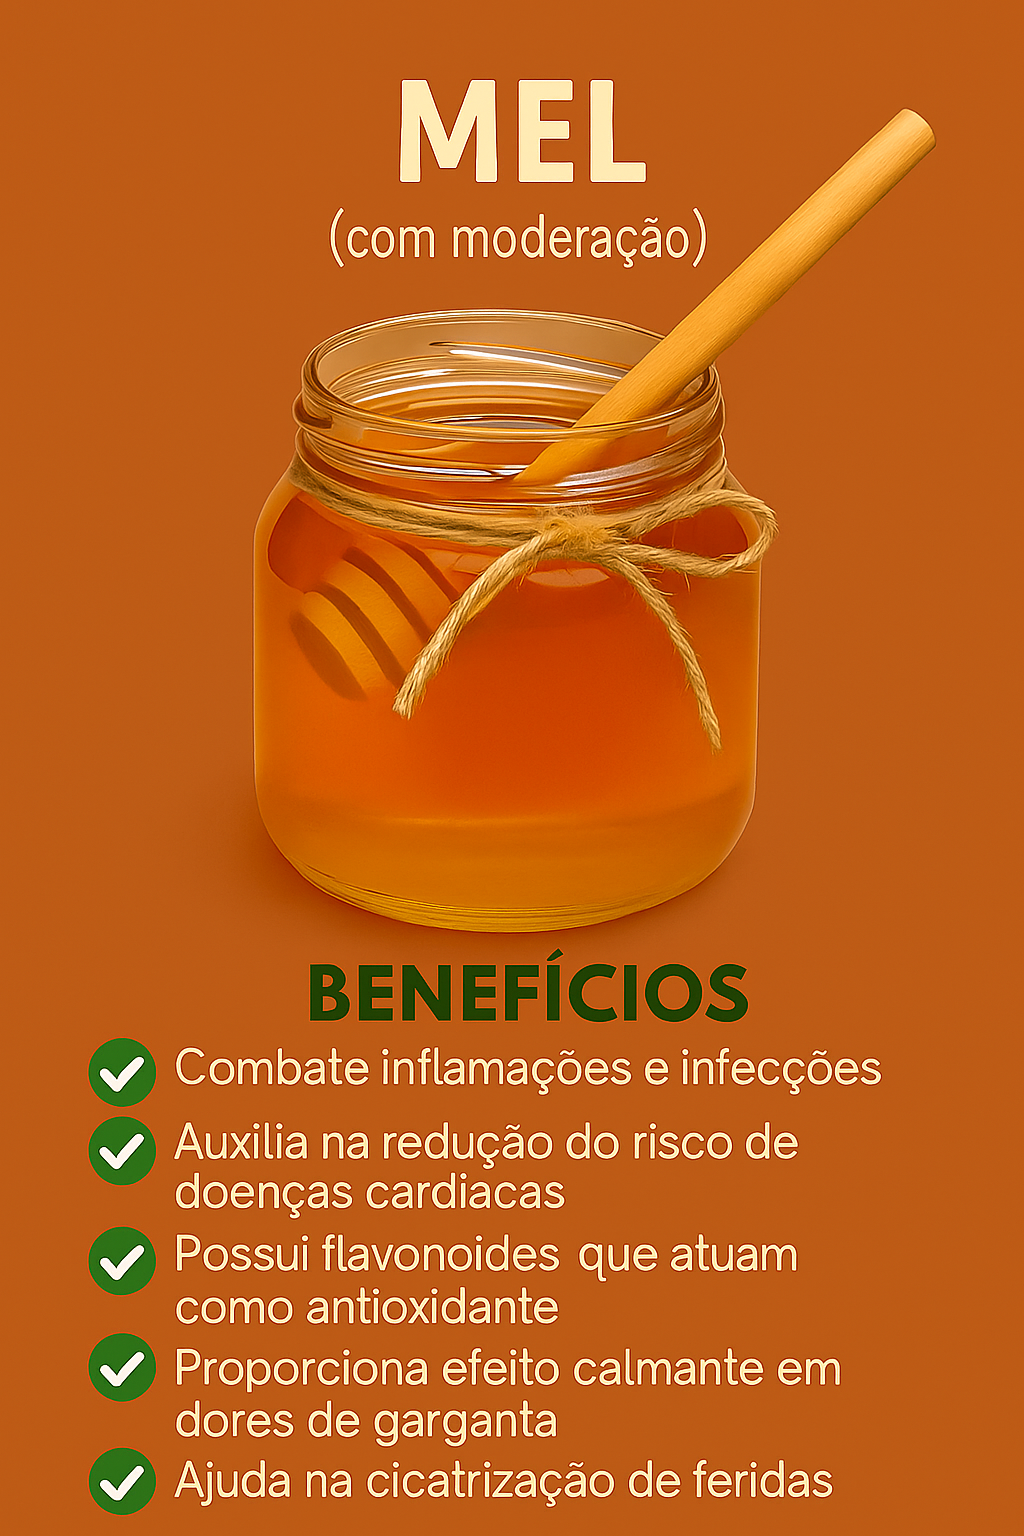 MEL
(com moderação)
BENEFÍCIOS
Combate inflamações e infecções
Auxilia na redução do risco de
doenças cardiacas
Possui flavonoides que atuam
como antioxidante
Proporciona efeito calmante em
dores de garganta
Ajuda na cicatrização de feridas